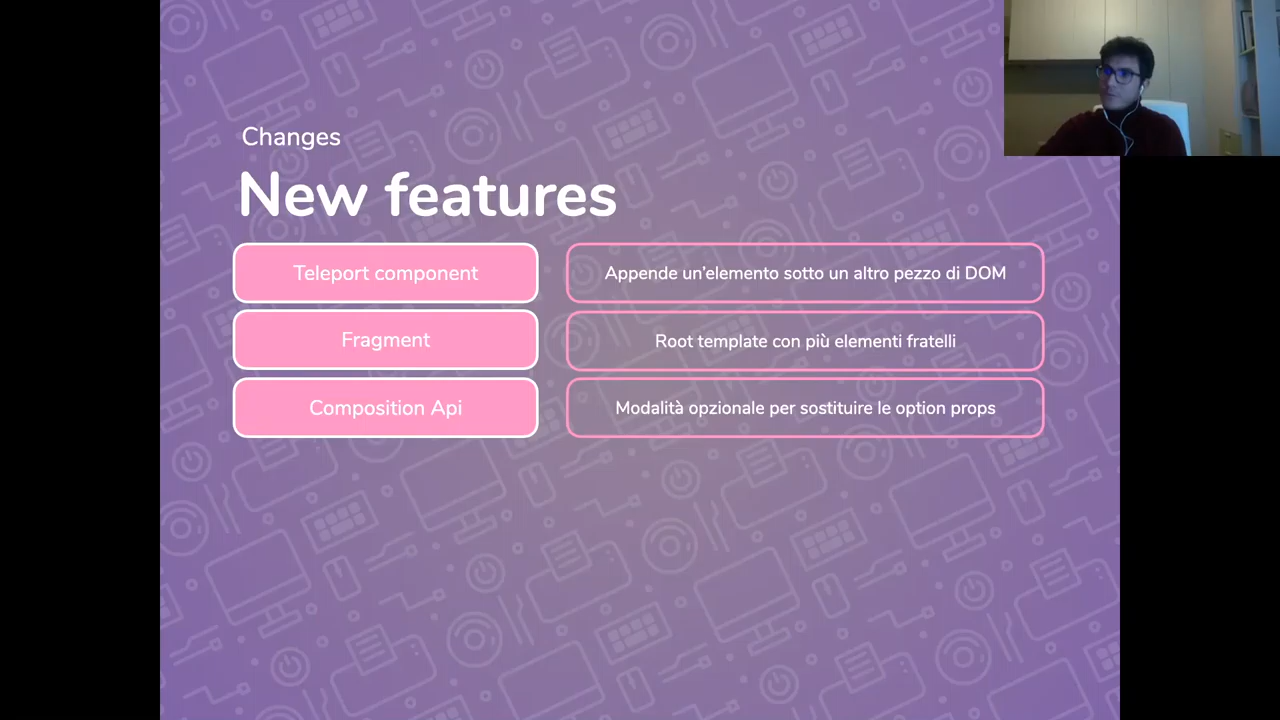 Changes
New features
Teleport component
Appende un'elemento sotto un altro pezzo di DOM
Fragment
Root template con più elementi fratelli
Composition Api
Modalità opzionale per sostituire le option props